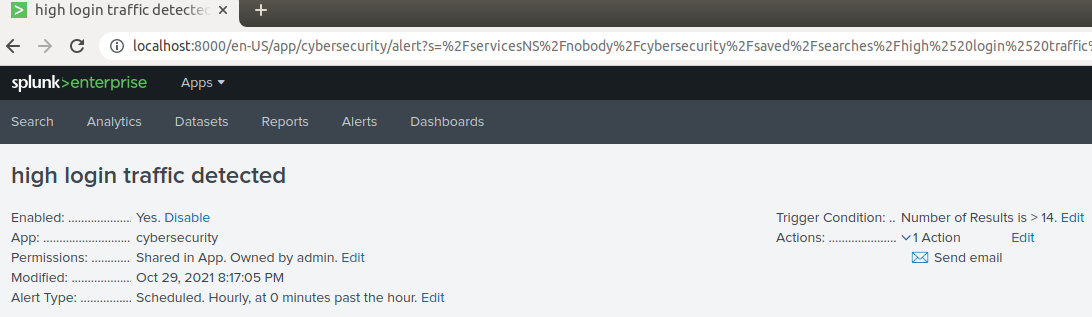 high login traffic detected
localhost:8000/en-US/app/cybersecurity/alert?s=%2FservicesNS%2Fnobody%2Fcybersecurity%2Fsaved%2Fsearches%2Fhigh%2520login%2520traffic%
splunk>enterprise Apps
Search Analytics Datasets Reports Alerts Dashboards
high login traffic detected
Enabled: ................... Yes. Disable
App: ........................... cybersecurity
Permissions: ............ Shared in App. Owned by admin. Edit
Modified: .................. Oct 29, 2021 8:17:05 PM
Alert Type: ................ Scheduled. Hourly, at 0 minutes past the hour. Edit
Trigger Condition: .. Number of Results is > 14. Edit
Actions: ..................... 1 Action Edit
Send email